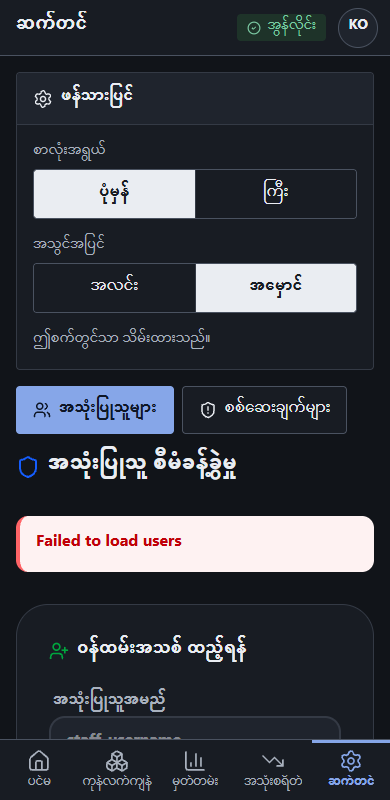 ဆက်တင်
အွန်လိုင်း
KO
ဖန်သားပြင်
စာလုံးအရွယ်
ပုံမှန်
ကြီး
အသွင်အပြင်
အလင်း
အမှောင်
ဤစက်တွင်သာ သိမ်းထားသည်။
အသုံးပြုသူများ
စစ်ဆေးချက်များ
အသုံးပြုသူ စီမံခန့်ခွဲမှု
Failed to load users
ဝန်ထမ်းအသစ် ထည့်ရန်
အသုံးပြုသူအမည်
ပင်မ
ကုန်လက်ကျန်
မှတ်တမ်း
အသုံးစရိတ်
ဆက်တင်